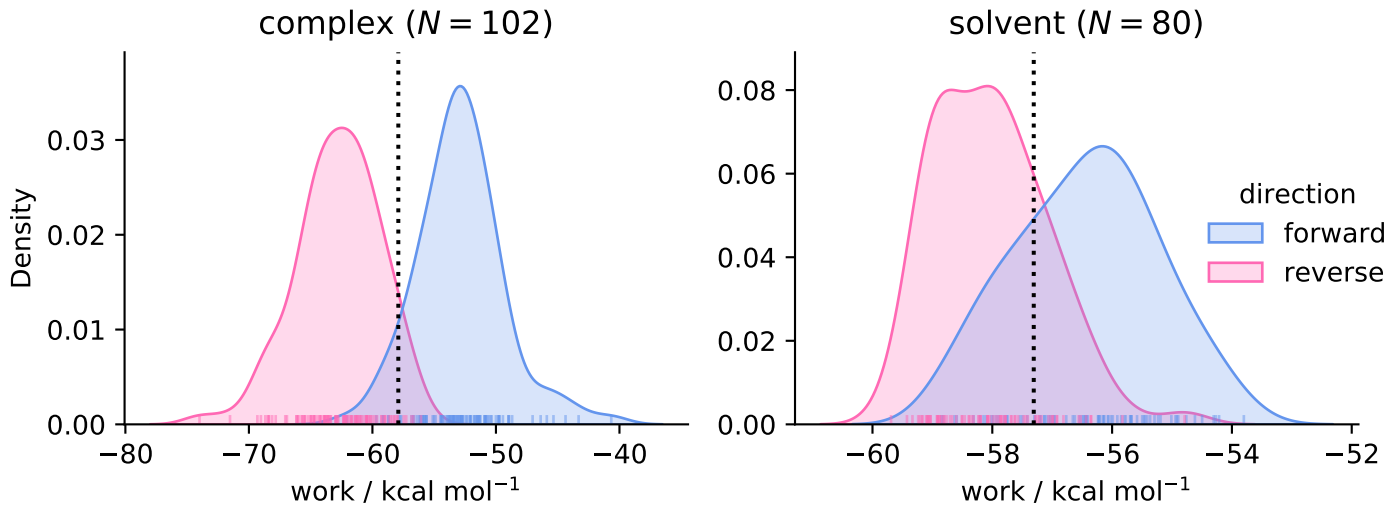 complex (N = 102)
Density
0.03
0.02
0.01
0.00
−80
−70
−60
−50
−40
work / kcal mol⁻¹
solvent (N = 80)
0.08
0.06
0.04
0.02
0.00
−60
−58
−56
−54
−52
work / kcal mol⁻¹
direction
forward
reverse